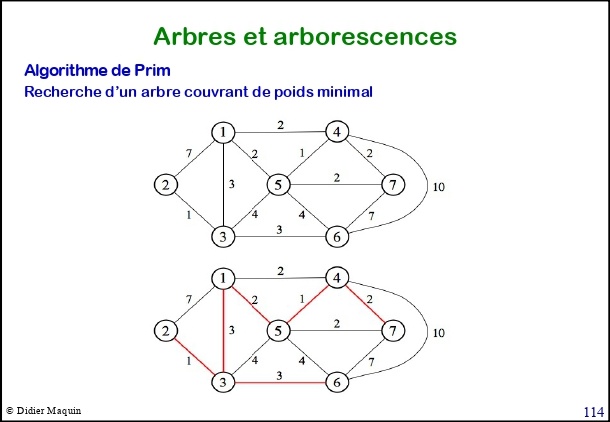 Arbres et arborescences
Algorithme de Prim
Recherche d'un arbre couvrant de poids minimal
2
1 4
7 2 1 2
2 3 5 2 7 10
1 4 4 7
3 3 6
2
1 4
7 2 1 2
2 3 5 2 7 10
1 4 4 7
3 3 6
© Didier Maquin 114